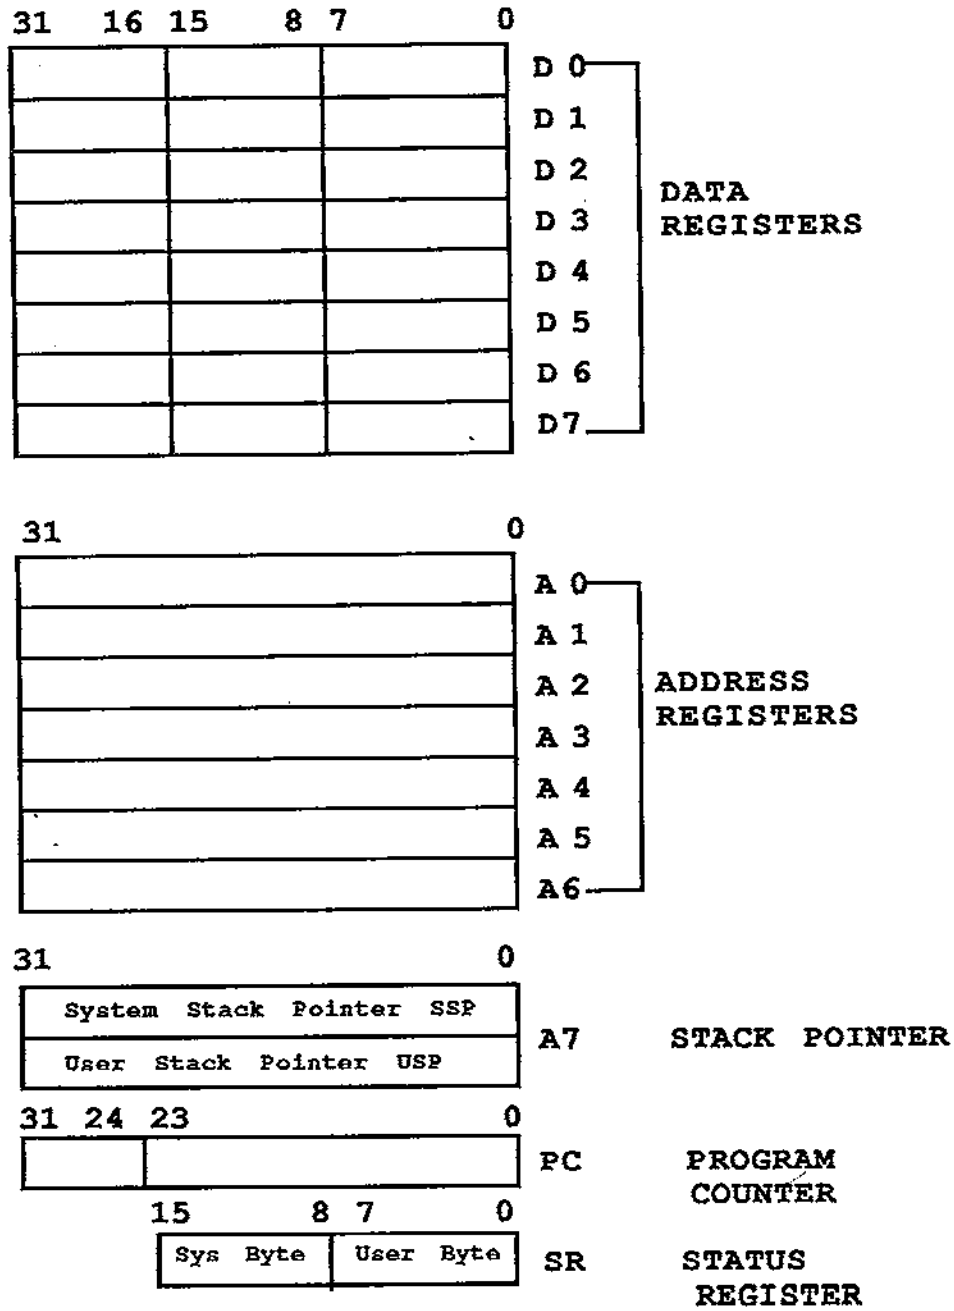 31 16 15 8 7 0
D 0
D 1
D 2
DATA
REGISTERS
D 3
D 4
D 5
D 6
D7
31 0
A 0
A 1
A 2
ADDRESS
REGISTERS
A 3
A 4
A 5
A6
31 0
System Stack Pointer SSP
User Stack Pointer USP
A7 STACK POINTER
31 24 23 0
PC PROGRAM
COUNTER
15 8 7 0
Sys Byte User Byte SR STATUS
REGISTER